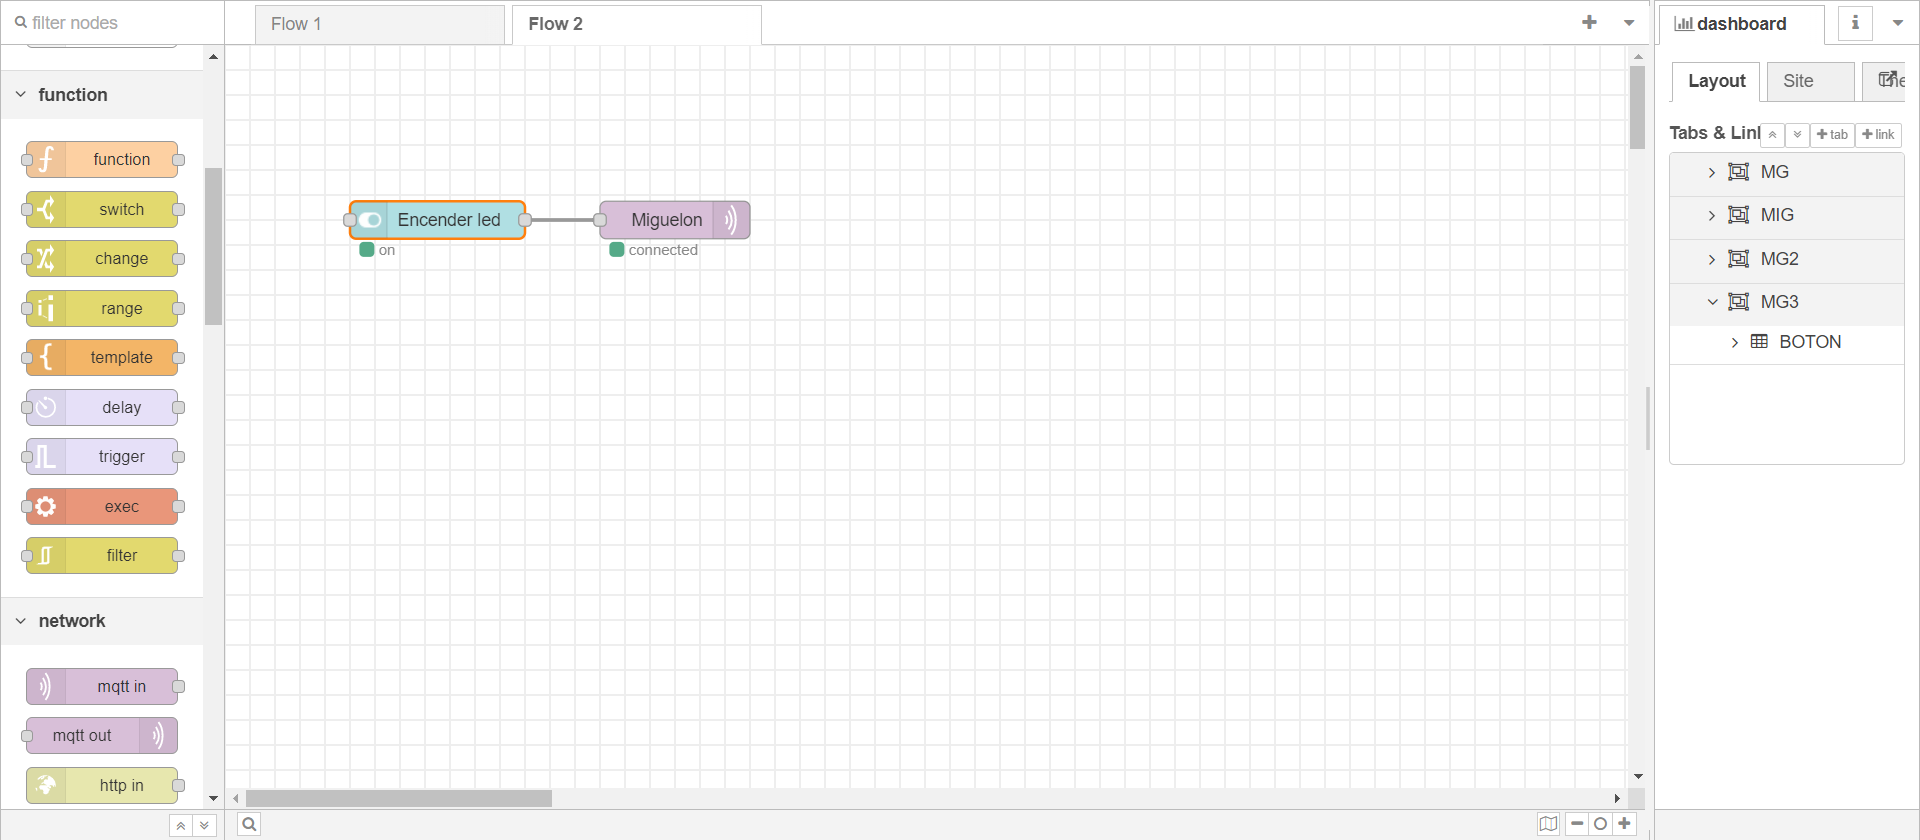 filter nodes
function
function
switch
change
range
template
delay
trigger
exec
filter
network
mqtt in
mqtt out
http in
Flow 1
Flow 2
Encender led
on
Miguelon
connected
dashboard
i
Layout
Site
Tabs & Lin
tab
link
MG
MIG
MG2
MG3
BOTON